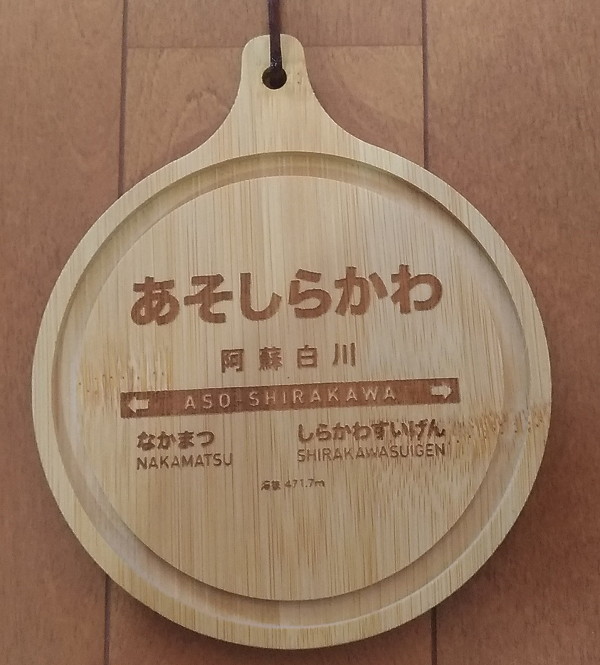 あそしらかわ
阿蘇白川
← ASO-SHIRAKAWA →
なかまつ しらかわすいげん
NAKAMATSU SHIRAKAWASUIGEN
海抜 471.7m